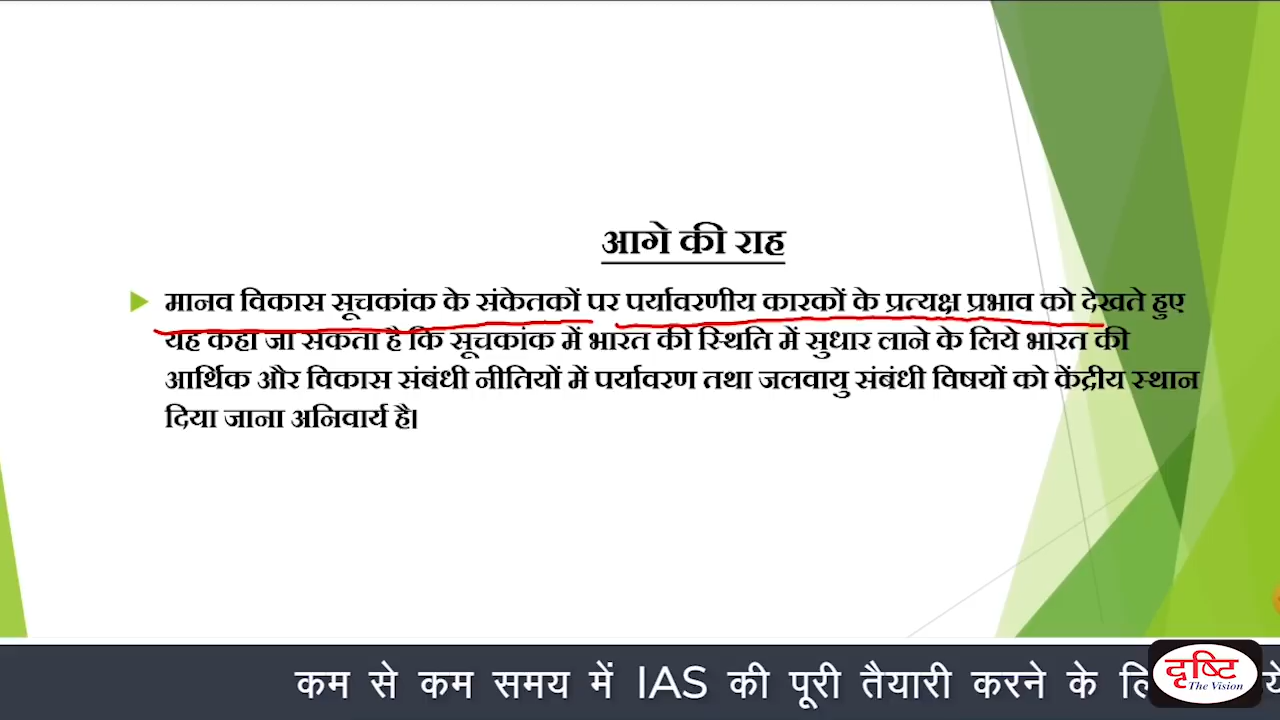 आगे की राह
मानव विकास सूचकांक के संकेतकों पर पर्यावरणीय कारकों के प्रत्यक्ष प्रभाव को देखते हुए
यह कहा जा सकता है कि सूचकांक में भारत की स्थिति में सुधार लाने के लिये भारत की
आर्थिक और विकास संबंधी नीतियों में पर्यावरण तथा जलवायु संबंधी विषयों को केंद्रीय स्थान
दिया जाना अनिवार्य है।
कम से कम समय में IAS की पूरी तैयारी करने के
दृष्टि
The Vision